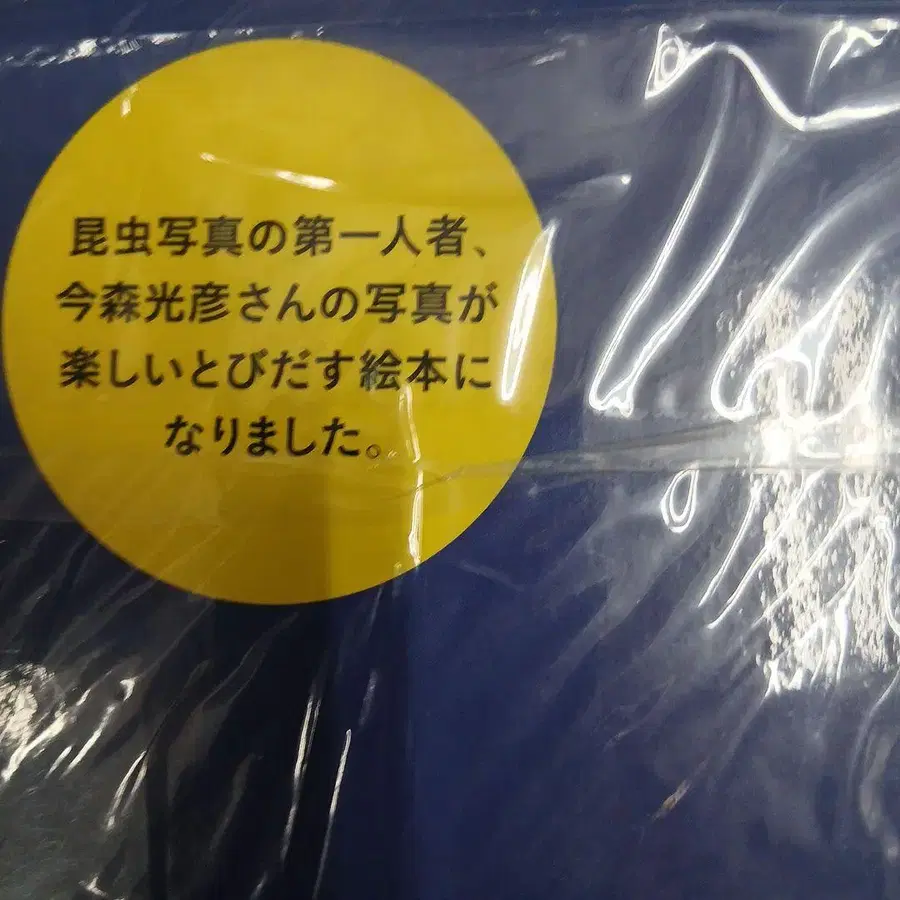 昆虫写真の第一人者、
今森光彦さんの写真が
楽しいとびだす絵本に
なりました。